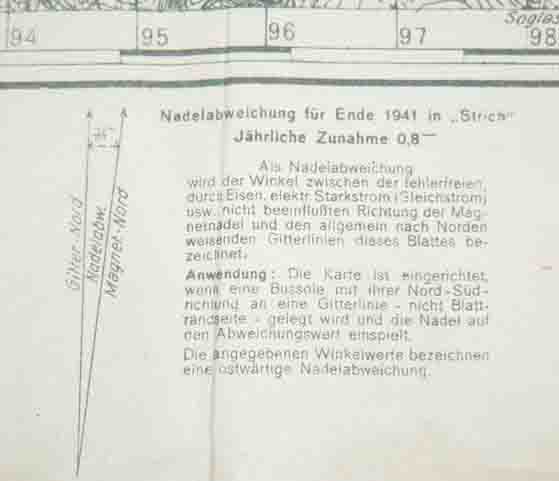 Soglio
94
95
96
97
98
Nadelabweichung für Ende 1941 in „Strich"
Jährliche Zunahme 0,8
Gitter-Nord
Nadelabw.
Magnet-Nord
Als Nadelabweichung
wird der Winkel zwischen der fehlerfreien,
durch Eisen, elektr. Starkstrom (Gleichstrom)
usw. nicht beeinflußten Richtung der Mag-
netnadel und den allgemein nach Norden
weisenden Gitterlinien dieses Blattes be-
zeichnet.
Anwendung: Die Karte ist eingerichtet,
wenn eine Bussole mit ihrer Nord-Süd-
richtung an eine Gitterlinie - nicht Blatt-
randseite - gelegt wird und die Nadel auf
den Abweichungswert einspielt.
Die angegebenen Winkelwerte bezeichnen
eine ostwärtige Nadelabweichung.